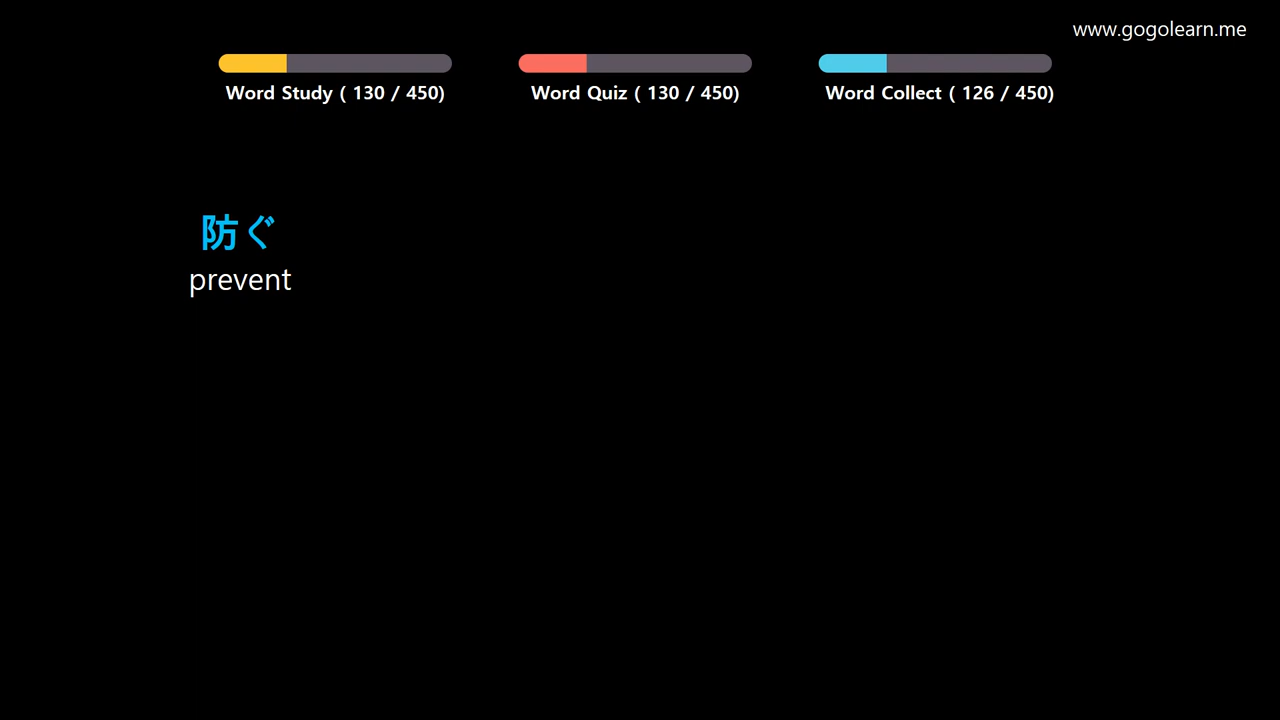 www.gogolearn.me
Word Study ( 130 / 450)
Word Quiz ( 130 / 450)
Word Collect ( 126 / 450)
防ぐ
prevent